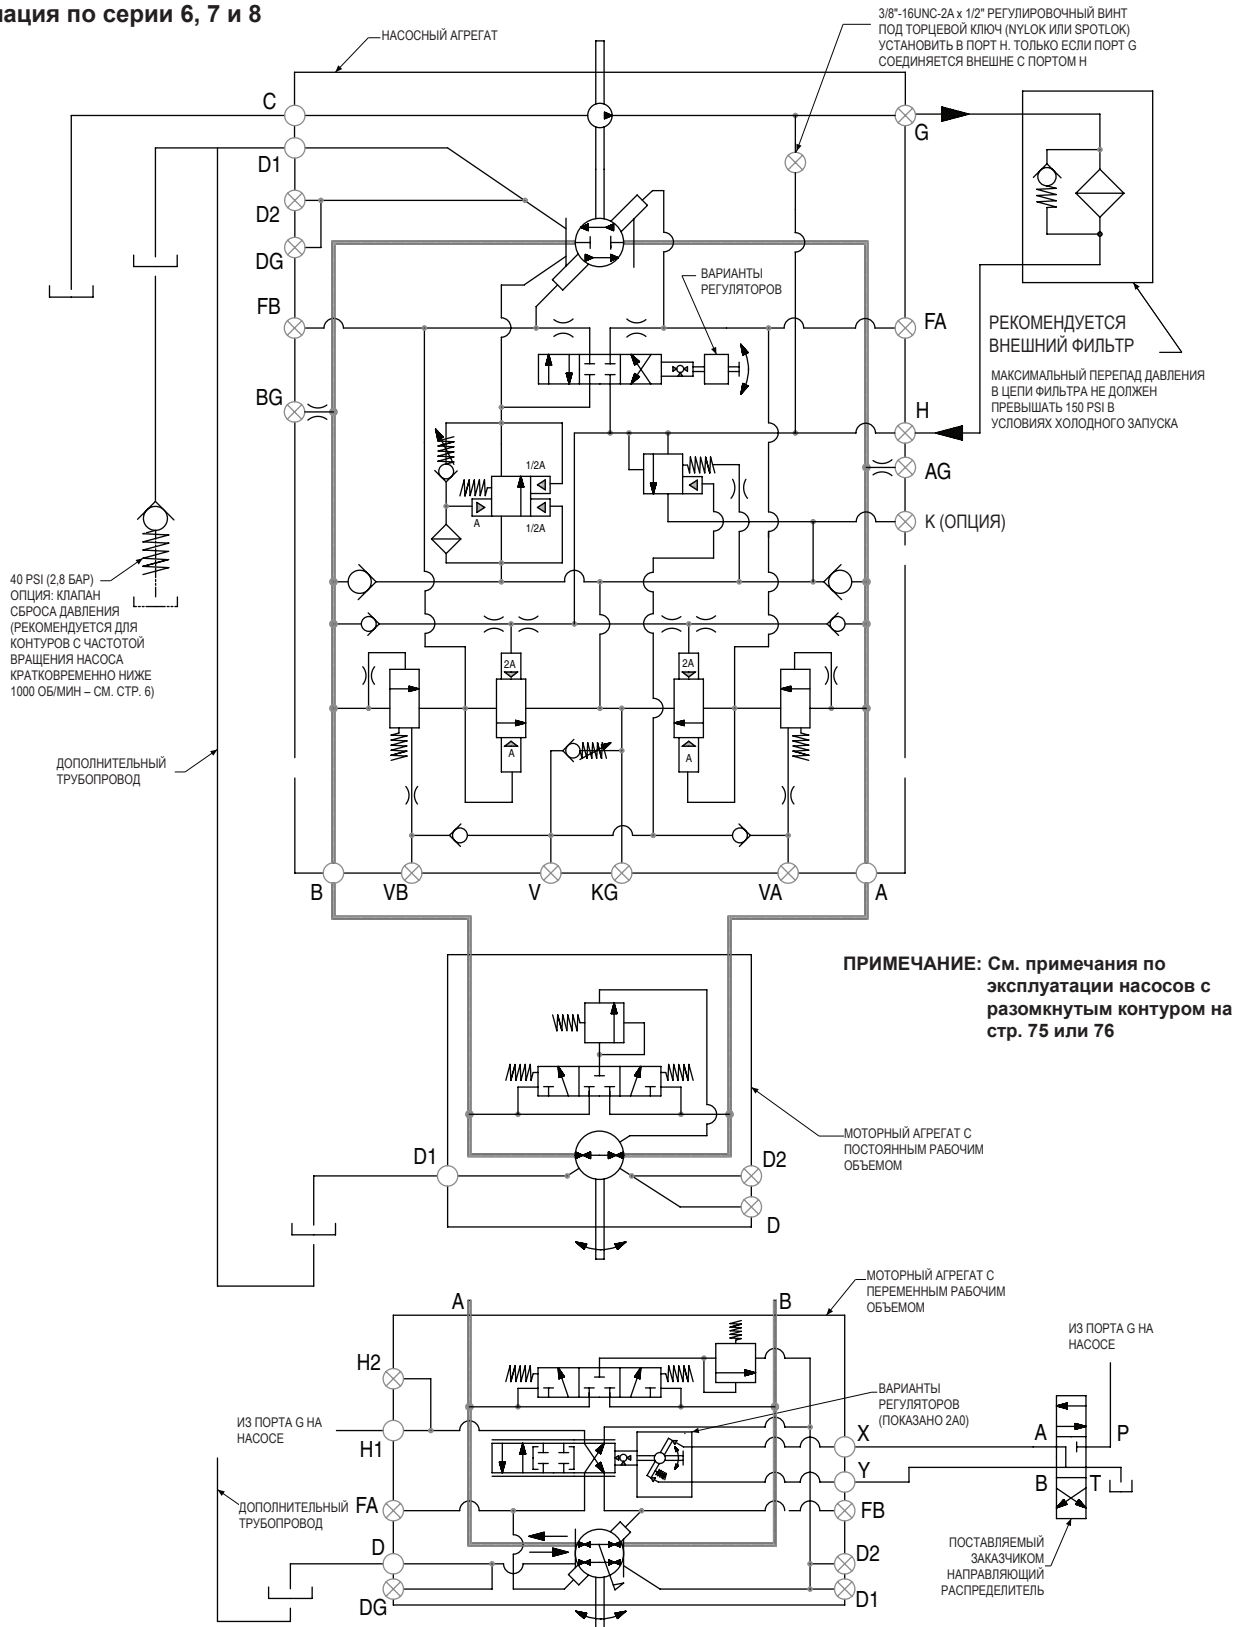 ация по серии 6, 7 и 8
НАСОСНЫЙ АГРЕГАТ
3/8"-16UNC-2A x 1/2" РЕГУЛИРОВОЧНЫЙ ВИНТ
ПОД ТОРЦЕВОЙ КЛЮЧ (NYLOK ИЛИ SPOTLOK)
УСТАНОВИТЬ В ПОРТ H. ТОЛЬКО ЕСЛИ ПОРТ G
СОЕДИНЯЕТСЯ ВНЕШНЕ С ПОРТОМ H
C
G
D1
D2
DG
FB
BG
ВАРИАНТЫ
РЕГУЛЯТОРОВ
FA
РЕКОМЕНДУЕТСЯ
ВНЕШНИЙ ФИЛЬТР
МАКСИМАЛЬНЫЙ ПЕРЕПАД ДАВЛЕНИЯ
В ЦЕПИ ФИЛЬТРА НЕ ДОЛЖЕН
ПРЕВЫШАТЬ 150 PSI В
УСЛОВИЯХ ХОЛОДНОГО ЗАПУСКА
H
AG
K (ОПЦИЯ)
1/2A
A
1/2A
40 PSI (2,8 БАР)
ОПЦИЯ: КЛАПАН
СБРОСА ДАВЛЕНИЯ
(РЕКОМЕНДУЕТСЯ ДЛЯ
КОНТУРОВ С ЧАСТОТОЙ
ВРАЩЕНИЯ НАСОСА
КРАТКОВРЕМЕННО НИЖЕ
1000 ОБ/МИН – СМ. СТР. 6)
2A
2A
A
A
ДОПОЛНИТЕЛЬНЫЙ
ТРУБОПРОВОД
B
VB
V
KG
VA
A
ПРИМЕЧАНИЕ: См. примечания по
эксплуатации насосов с
разомкнутым контуром на
стр. 75 или 76
МОТОРНЫЙ АГРЕГАТ С
ПОСТОЯННЫМ РАБОЧИМ
ОБЪЕМОМ
D1
D2
D
МОТОРНЫЙ АГРЕГАТ С
ПЕРЕМЕННЫМ РАБОЧИМ
ОБЪЕМОМ
A
B
ИЗ ПОРТА G НА
НАСОСЕ
H2
ВАРИАНТЫ
РЕГУЛЯТОРОВ
(ПОКАЗАНО 2A0)
ИЗ ПОРТА G НА
НАСОСЕ
H1
X
A
P
Y
B
T
ДОПОЛНИТЕЛЬНЫЙ
ТРУБОПРОВОД
FA
FB
D
D2
DG
D1
ПОСТАВЛЯЕМЫЙ
ЗАКАЗЧИКОМ
НАПРАВЛЯЮЩИЙ
РАСПРЕДЕЛИТЕЛЬ